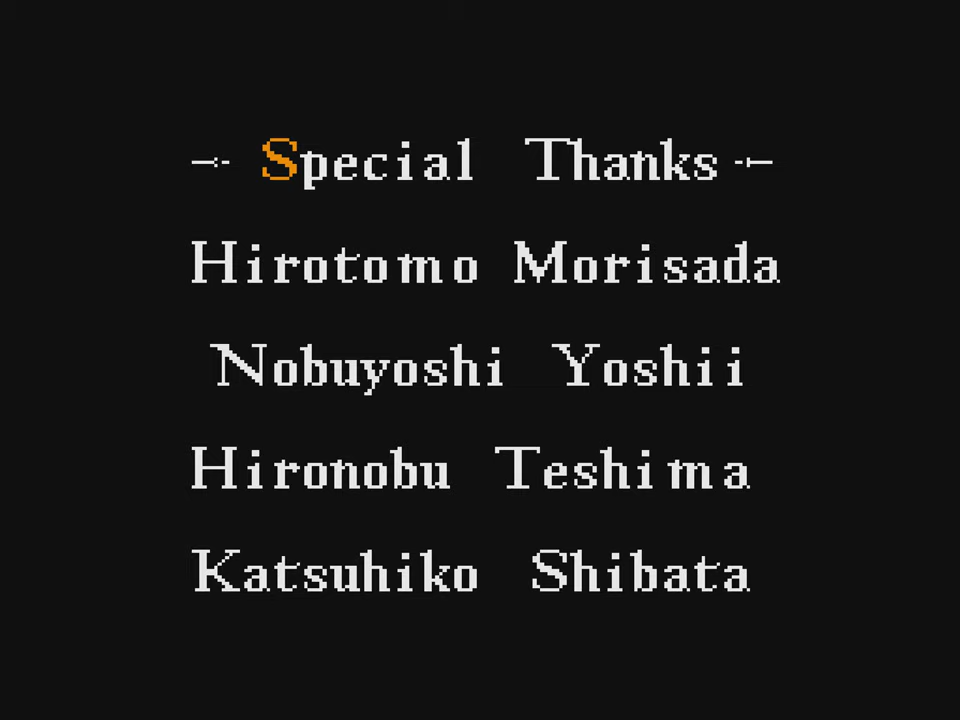 Special Thanks
Hirotomo Morisada
Nobuyoshi Yoshii
Hironobu Teshima
Katsuhiko Shibata